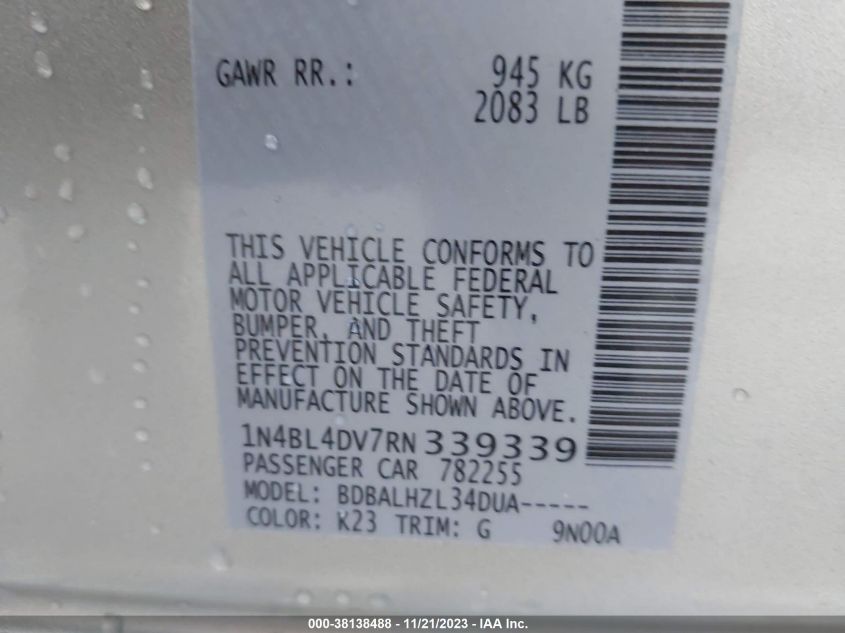 GAWR RR.: 945 KG
2083 LB
THIS VEHICLE CONFORMS TO
ALL APPLICABLE FEDERAL
MOTOR VEHICLE SAFETY,
BUMPER, AND THEFT
PREVENTION STANDARDS IN
EFFECT ON THE DATE OF
MANUFACTURE SHOWN ABOVE.
1N4BL4DV7RN339339
PASSENGER CAR 782255
MODEL: BDBALHZL34DUA-----
COLOR: K23 TRIM: G 9N00A
000-38138488 - 11/21/2023 - IAA Inc.